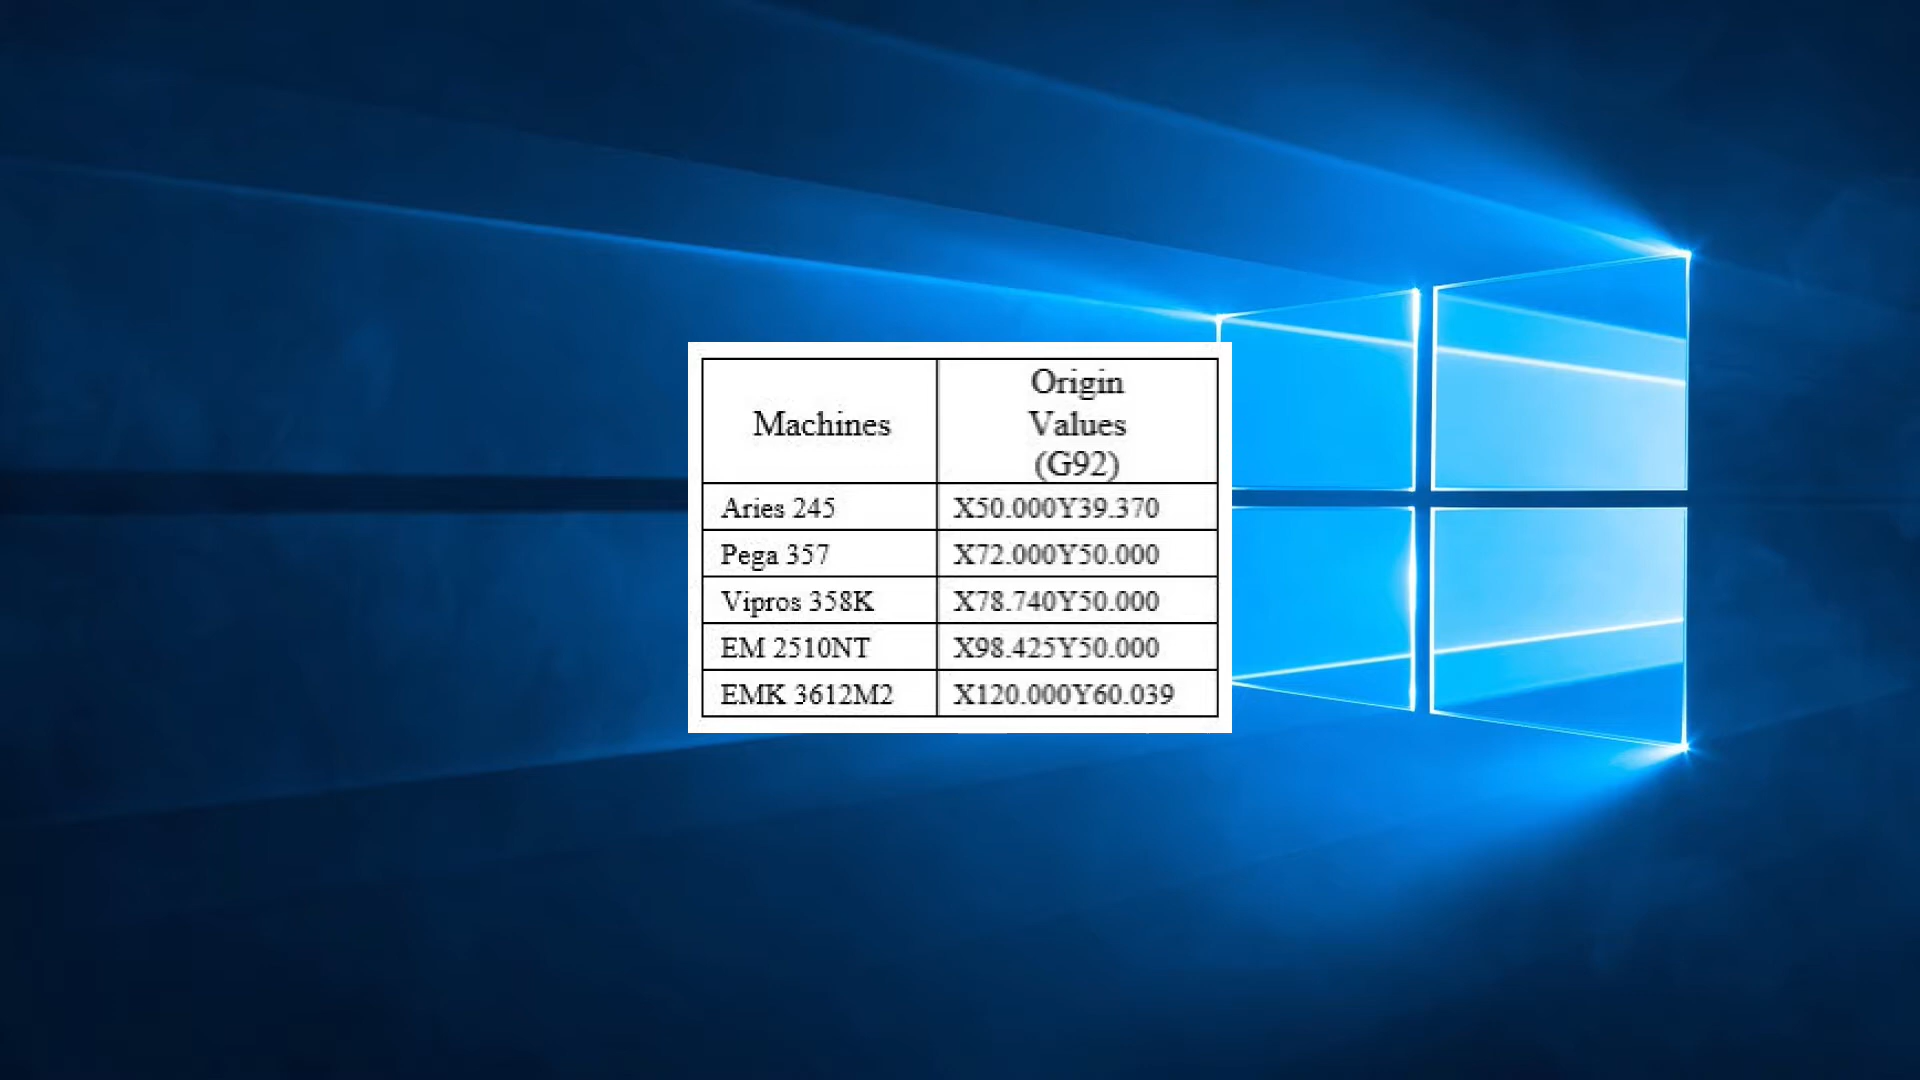 Machines
Origin
Values
(G92)
Aries 245 X50.000Y39.370
Pega 357 X72.000Y50.000
Vipros 358K X78.740Y50.000
EM 2510NT X98.425Y50.000
EMK 3612M2 X120.000Y60.039